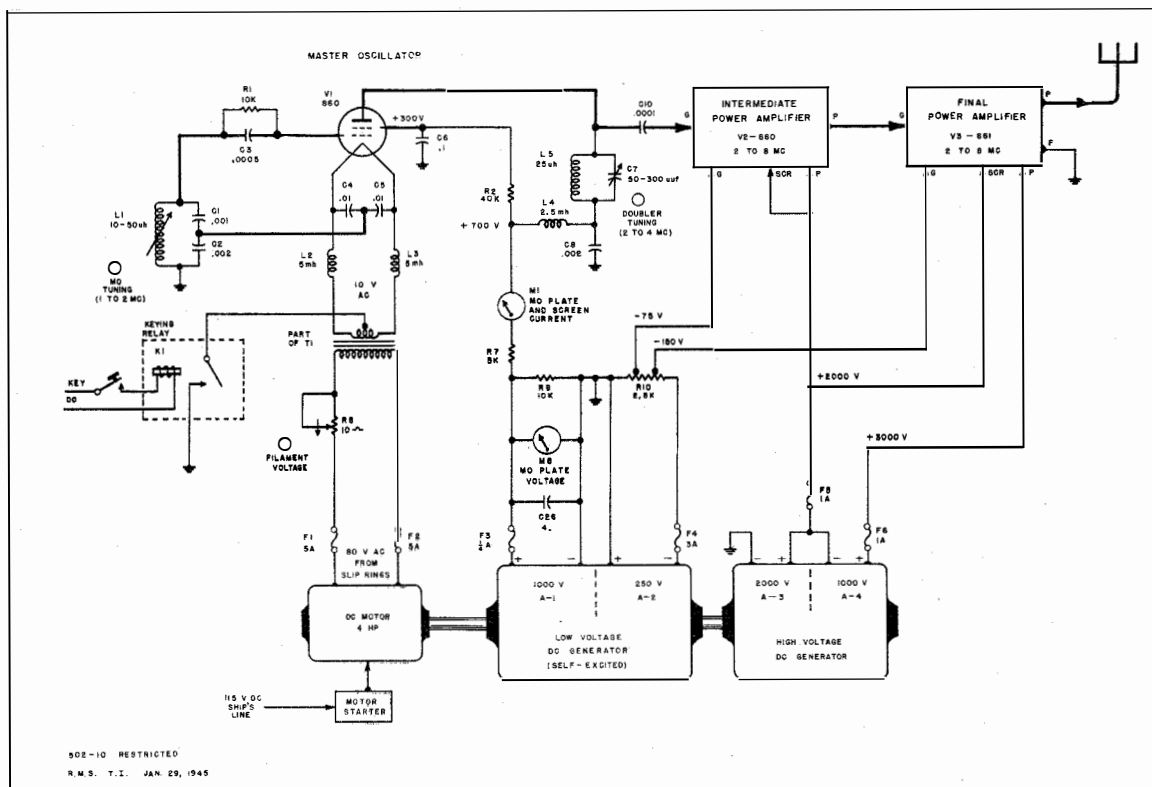 MASTER OSCILLATOR
R1
10K
V1
860
C3
.0005
+300V
C6
.1
C10
.0001
G
INTERMEDIATE
POWER AMPLIFIER
V2-860
2 TO 8 MC
P
G
SCR
P
G
FINAL
POWER AMPLIFIER
V3-861
2 TO 8 MC
P
F
G
SCR
P
L5
25uh
C7
50-300uuf
DOUBLER
TUNING
(2 TO 4 MC)
R2
40K
L4
2.5mh
+700 V
C8
.002
C4
.01
C5
.01
L1
10-50uh
C1
.001
C2
.002
MO
TUNING
(1 TO 2 MC)
L2
5mh
L3
5mh
10 V
AC
PART
OF T1
KEYING
RELAY
K1
KEY
DC
M1
MO PLATE
AND SCREEN
CURRENT
R7
5K
-75 V
-150 V
R9
10K
R10
2.5K
+2000 V
+3000 V
R8
10
FILAMENT
VOLTAGE
M8
MO PLATE
VOLTAGE
C26
4.
F1
5A
F2
5A
80 V AC
FROM
SLIP RINGS
F3
¼A
F4
3A
F5
1A
F6
1A
+
-
+
-
-
+
-
+
DC MOTOR
4 HP
1000 V
A-1
250 V
A-2
LOW VOLTAGE
DC GENERATOR
(SELF-EXCITED)
2000 V
A-3
1000 V
A-4
HIGH VOLTAGE
DC GENERATOR
115 V DC
SHIP'S
LINE
MOTOR
STARTER
502-10 RESTRICTED
R.M.S. T.I. JAN. 29, 1945